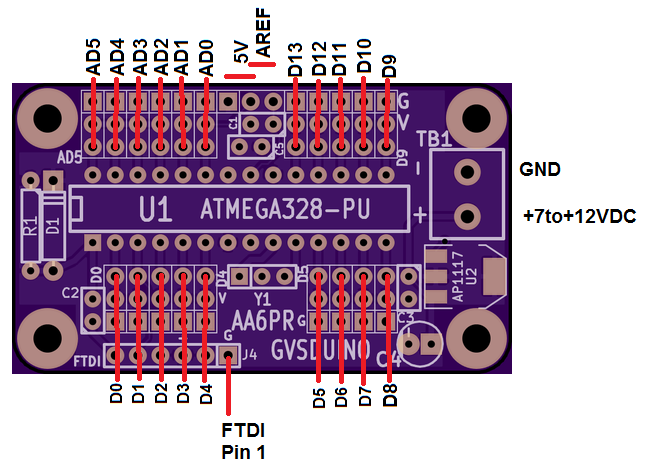 AD5 AD4 AD3 AD2 AD1 AD0 5V AREF D13 D12 D11 D10 D9
G
V
C1
C5
AD5
D9
TB1
-
GND
U1 ATMEGA328-PU
+
+7to+12VDC
R1
D1
D0
D4
D5
AP1117
U2
C2
V
Y1
G
AA6PR
G
C3
FTDI
J4
GVSDUINO
C4
D0 D1 D2 D3 D4 D5 D6 D7 D8
FTDI
Pin 1